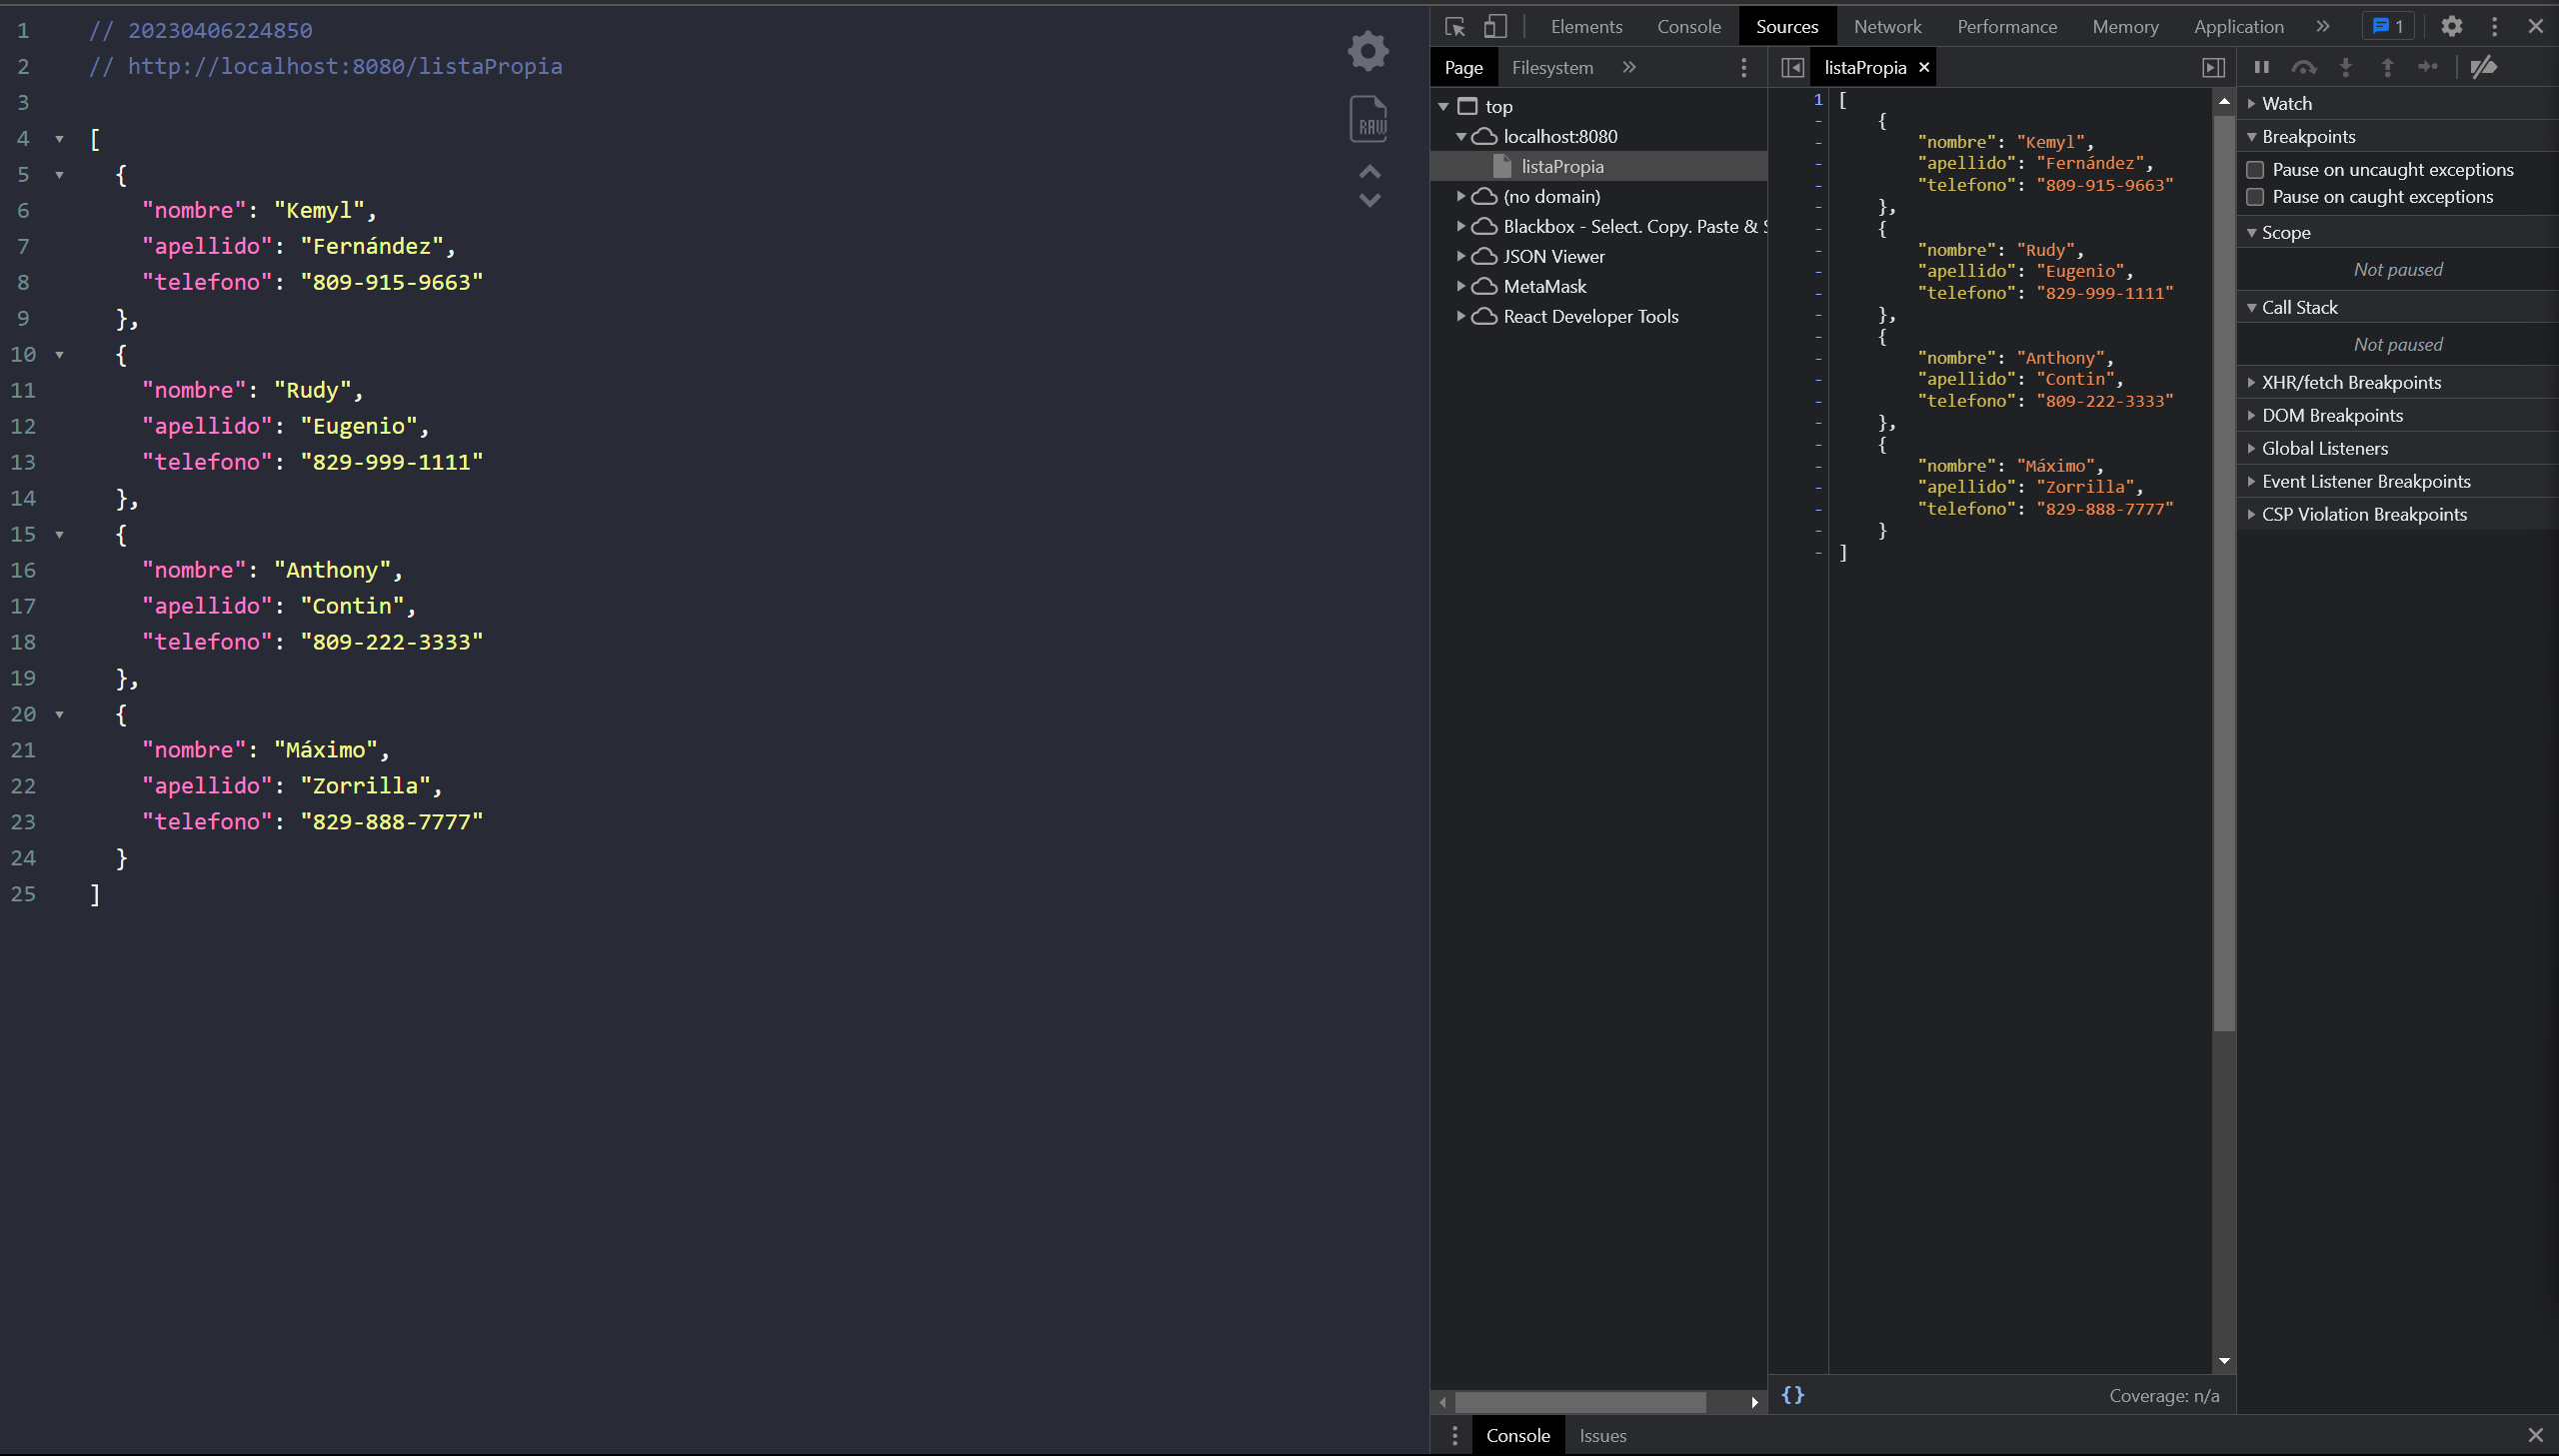 1 // 20230406224850
2 // http://localhost:8080/listaPropia
3
4 [
5 {
6 "nombre": "Kemyl",
7 "apellido": "Fernández",
8 "telefono": "809-915-9663"
9 },
10 {
11 "nombre": "Rudy",
12 "apellido": "Eugenio",
13 "telefono": "829-999-1111"
14 },
15 {
16 "nombre": "Anthony",
17 "apellido": "Contin",
18 "telefono": "809-222-3333"
19 },
20 {
21 "nombre": "Máximo",
22 "apellido": "Zorrilla",
23 "telefono": "829-888-7777"
24 }
25 ]
RAW
Elements Console Sources Network Performance Memory Application » 1
Page Filesystem »
top
localhost:8080
listaPropia
(no domain)
Blackbox - Select. Copy. Paste &
JSON Viewer
MetaMask
React Developer Tools
listaPropia ×
1 [
- {
- "nombre": "Kemyl",
- "apellido": "Fernández",
- "telefono": "809-915-9663"
- },
- {
- "nombre": "Rudy",
- "apellido": "Eugenio",
- "telefono": "829-999-1111"
- },
- {
- "nombre": "Anthony",
- "apellido": "Contin",
- "telefono": "809-222-3333"
- },
- {
- "nombre": "Máximo",
- "apellido": "Zorrilla",
- "telefono": "829-888-7777"
- }
- ]
{} Coverage: n/a
Watch
Breakpoints
Pause on uncaught exceptions
Pause on caught exceptions
Scope
Not paused
Call Stack
Not paused
XHR/fetch Breakpoints
DOM Breakpoints
Global Listeners
Event Listener Breakpoints
CSP Violation Breakpoints
Console Issues